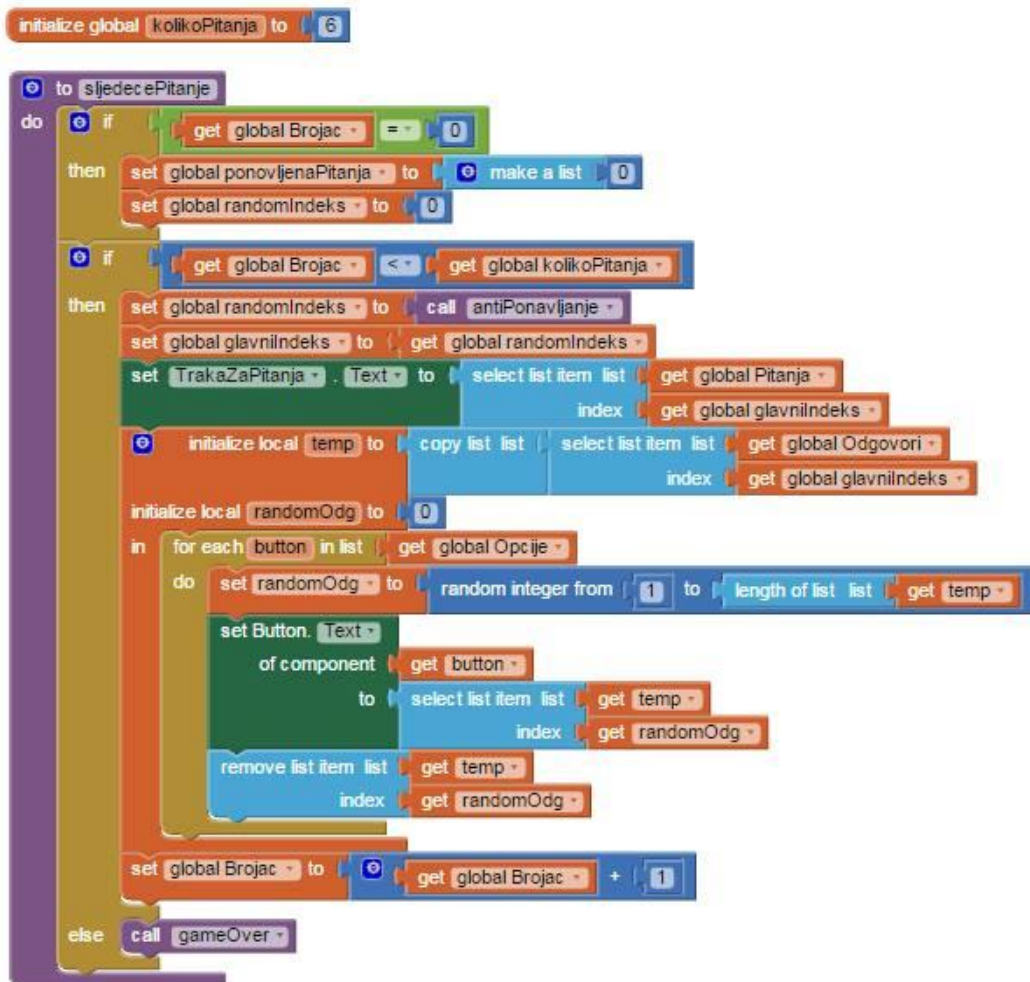 initialize global kolikoPitanja to 6
to sljedecePitanje
do if get global Brojac = 0
then set global ponovljenaPitanja to make a list 0
set global randomIndeks to 0
if get global Brojac < get global kolikoPitanja
then set global randomIndeks to call antiPonavljanje
set global glavniIndeks to get global randomIndeks
set TrakaZaPitanja . Text to select list item list get global Pitanja
index get global glavniIndeks
initialize local temp to copy list list select list item list get global Odgovori
index get global glavniIndeks
initialize local randomOdg to 0
in for each button in list get global Opcije
do set randomOdg to random integer from 1 to length of list list get temp
set Button. Text
of component get button
to select list item list get temp
index get randomOdg
remove list item list get temp
index get randomOdg
set global Brojac to get global Brojac + 1
else call gameOver